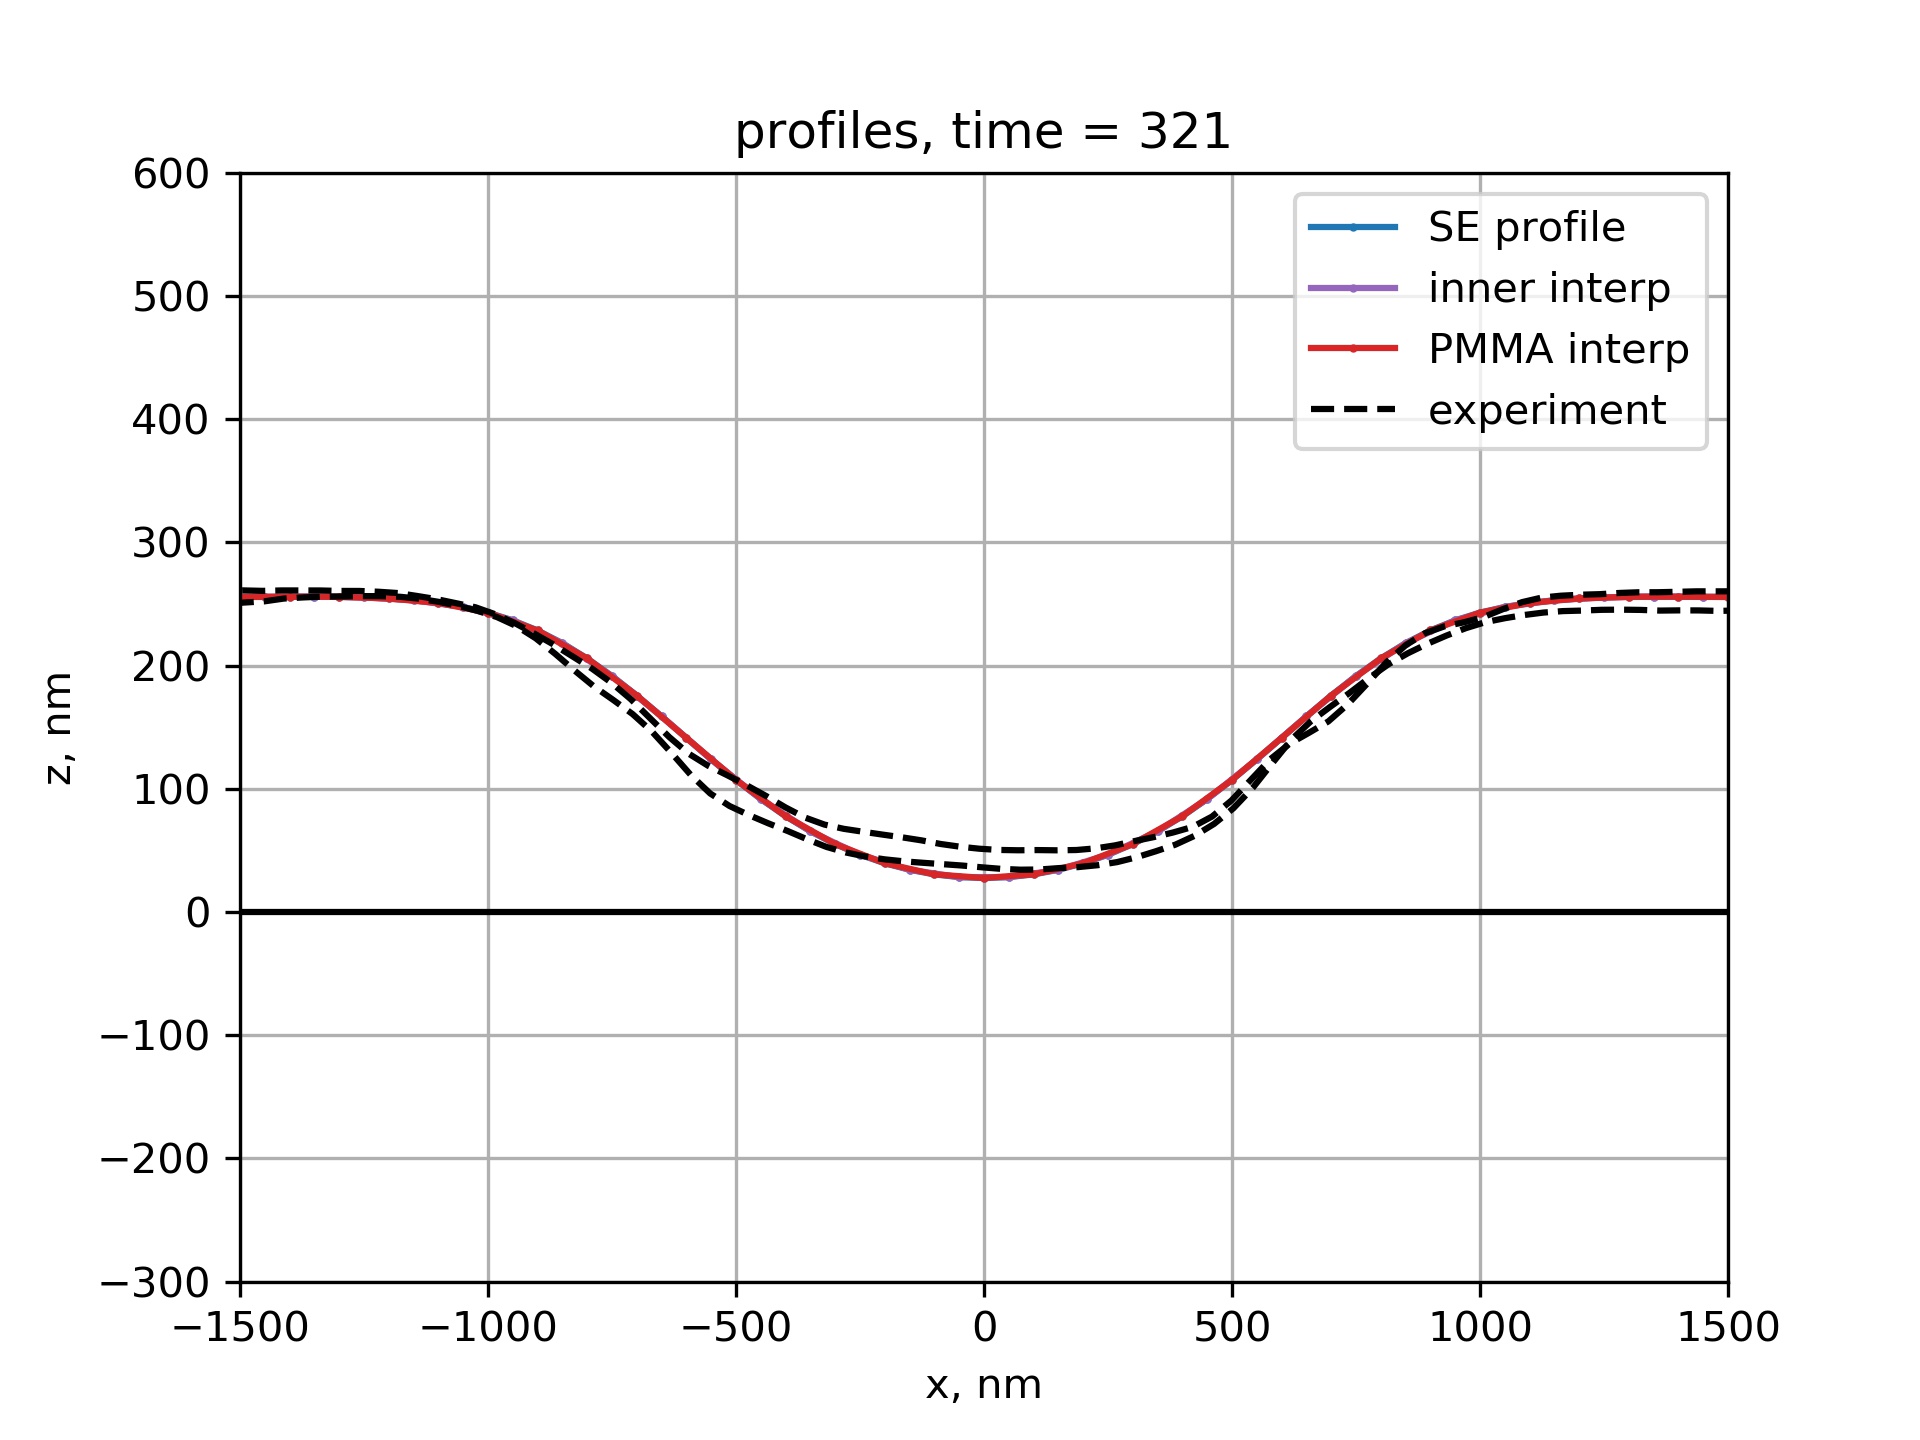 profiles, time = 321
600
500
400
300
200
100
0
−100
−200
−300
z, nm
SE profile
inner interp
PMMA interp
experiment
−1500 −1000 −500 0 500 1000 1500
x, nm